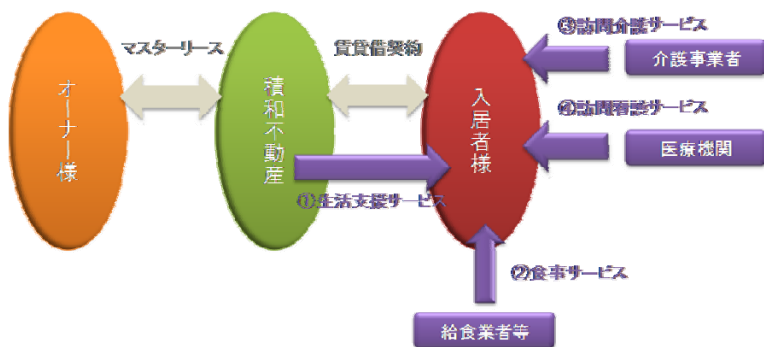 マスターリース
賃貸借契約
③訪問介護サービス
オーナー様
積和不動産
入居者様
介護事業者
④訪問看護サービス
医療機関
①生活支援サービス
②食事サービス
給食業者等